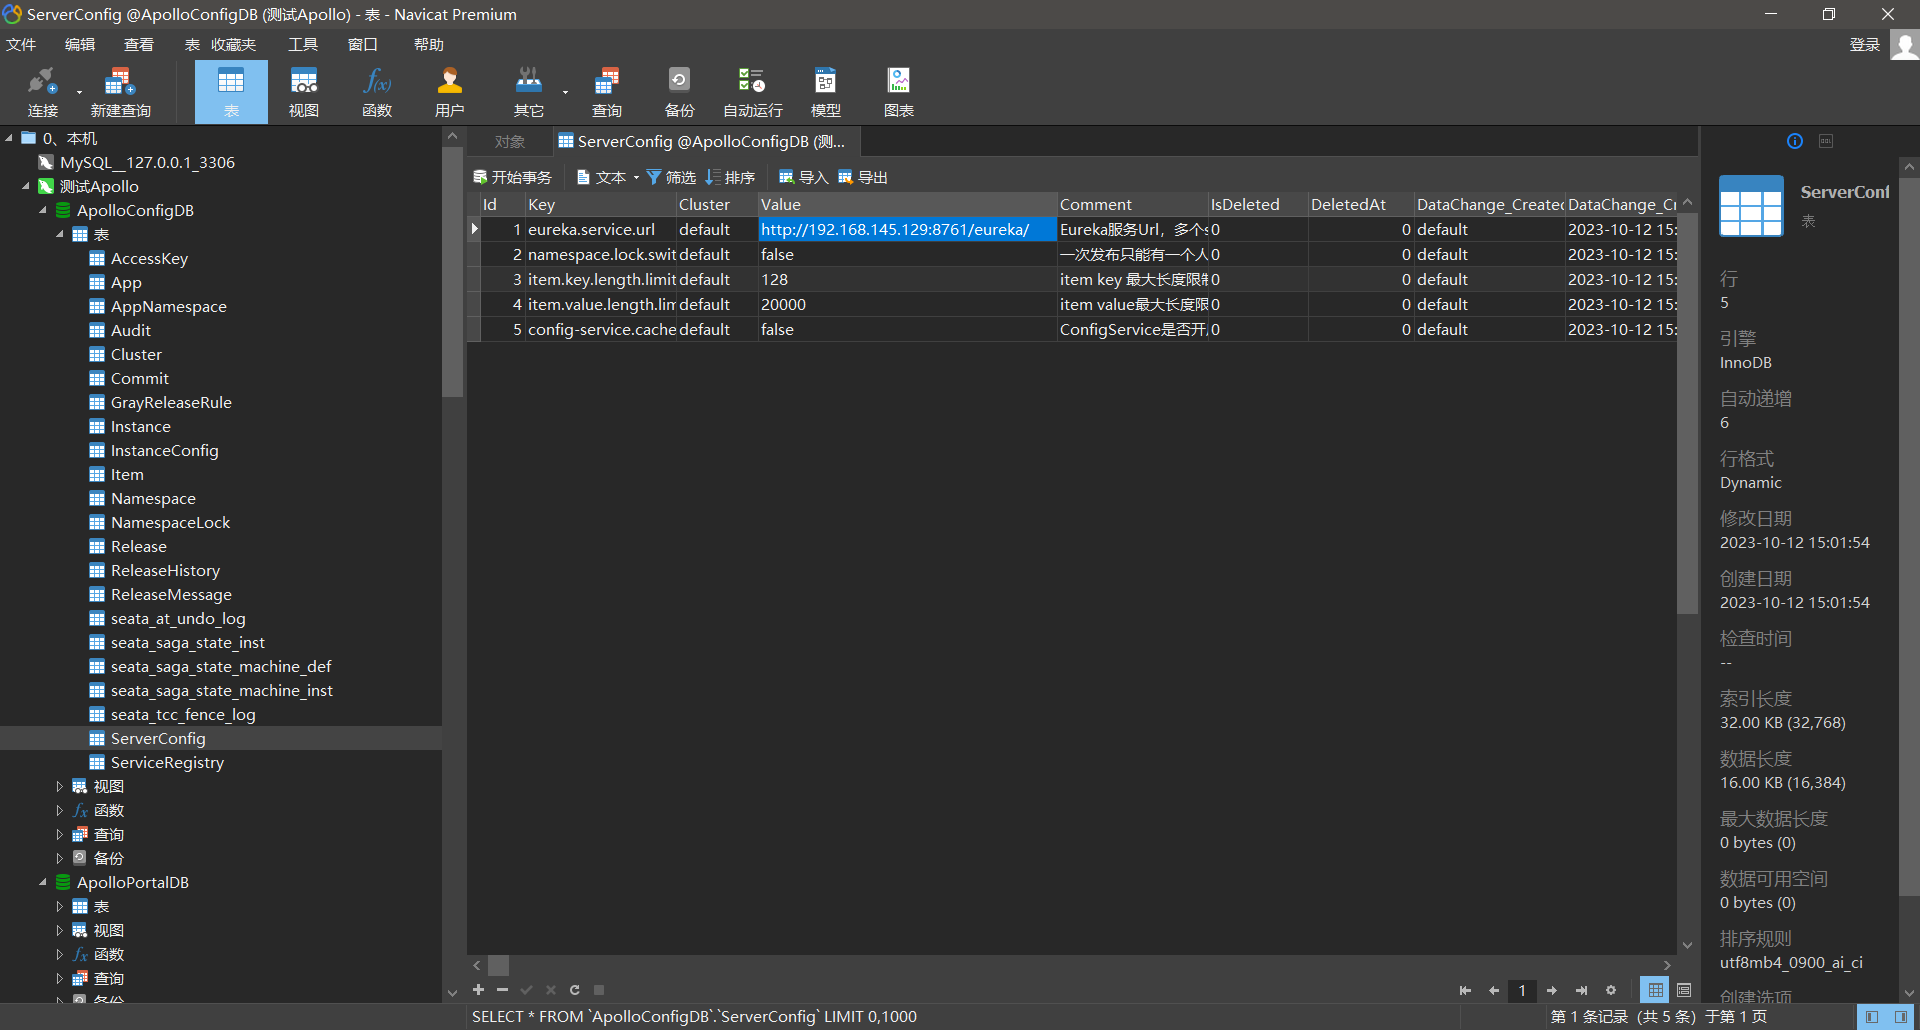 ServerConfig @ApolloConfigDB (测试Apollo) - 表 - Navicat Premium
文件 编辑 查看 表 收藏夹 工具 窗口 帮助 登录
连接 新建查询 表 视图 函数 用户 其它 查询 备份 自动运行 模型 图表
0、本机
MySQL__127.0.0.1_3306
测试Apollo
ApolloConfigDB
表
AccessKey
App
AppNamespace
Audit
Cluster
Commit
GrayReleaseRule
Instance
InstanceConfig
Item
Namespace
NamespaceLock
Release
ReleaseHistory
ReleaseMessage
seata_at_undo_log
seata_saga_state_inst
seata_saga_state_machine_def
seata_saga_state_machine_inst
seata_tcc_fence_log
ServerConfig
ServiceRegistry
视图
函数
查询
备份
ApolloPortalDB
表
视图
函数
查询
备份
对象 ServerConfig @ApolloConfigDB (测...
开始事务 文本 筛选 排序 导入 导出
Id Key Cluster Value Comment IsDeleted DeletedAt DataChange_Created DataChange_Cr
1 eureka.service.url default http://192.168.145.129:8761/eureka/ Eureka服务Url，多个s 0 0 default 2023-10-12 15:
2 namespace.lock.swit default false 一次发布只能有一个人 0 0 default 2023-10-12 15:
3 item.key.length.limit default 128 item key 最大长度限制 0 0 default 2023-10-12 15:
4 item.value.length.lim default 20000 item value最大长度限 0 0 default 2023-10-12 15:
5 config-service.cache default false ConfigService是否开 0 0 default 2023-10-12 15:
1
SELECT * FROM `ApolloConfigDB`.`ServerConfig` LIMIT 0,1000
第 1 条记录 (共 5 条) 于第 1 页
ServerConf
表
行
5
引擎
InnoDB
自动递增
6
行格式
Dynamic
修改日期
2023-10-12 15:01:54
创建日期
2023-10-12 15:01:54
检查时间
--
索引长度
32.00 KB (32,768)
数据长度
16.00 KB (16,384)
最大数据长度
0 bytes (0)
数据可用空间
0 bytes (0)
排序规则
utf8mb4_0900_ai_ci
创建选项